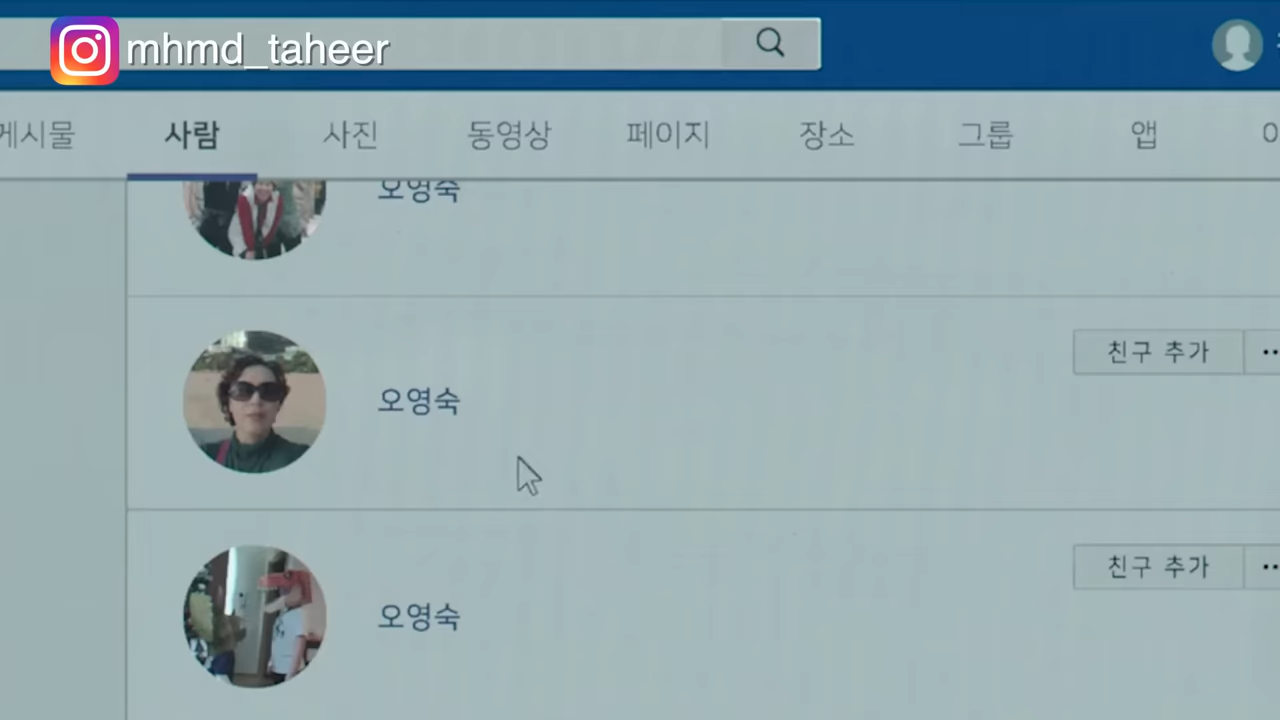 mhmd_taheer
게시물 사람 사진 동영상 페이지 장소 그룹 앱
오영숙
친구 추가
오영숙
친구 추가
오영숙